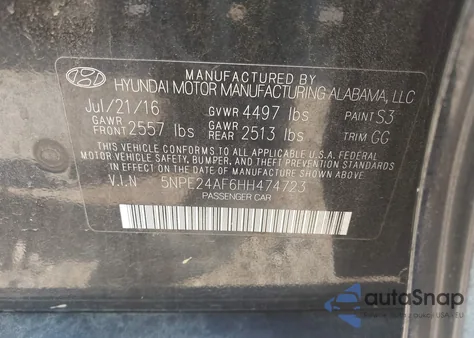 MANUFACTURED BY
HYUNDAI MOTOR MANUFACTURING ALABAMA, LLC
Jul/21/16 GVWR 4497 lbs PAINT S3
GAWR FRONT 2557 lbs GAWR REAR 2513 lbs TRIM GG
THIS VEHICLE CONFORMS TO ALL APPLICABLE U.S. FEDERAL
MOTOR VEHICLE SAFETY, BUMPER, AND THEFT PREVENTION
STANDARDS IN EFFECT ON THE DATE OF MANUFACTURE SHOWN ABOVE.
V.I.N 5NPE24AF6HH474723
PASSENGER CAR
autoSnap
USA EU